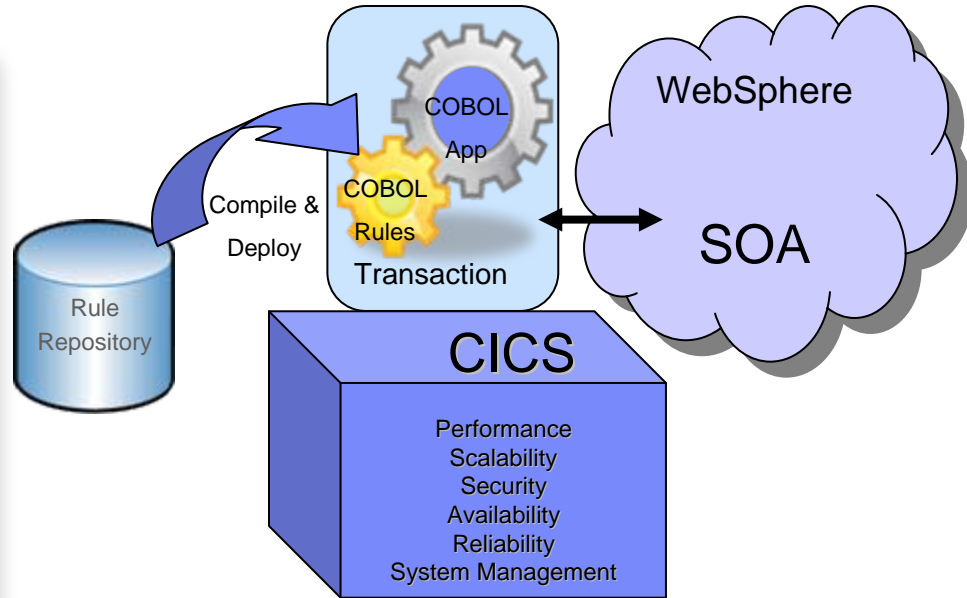 COBOL
App
COBOL
Rules
Transaction
Compile &
Deploy
Rule
Repository
WebSphere
SOA
CICS
Performance
Scalability
Security
Availability
Reliability
System Management